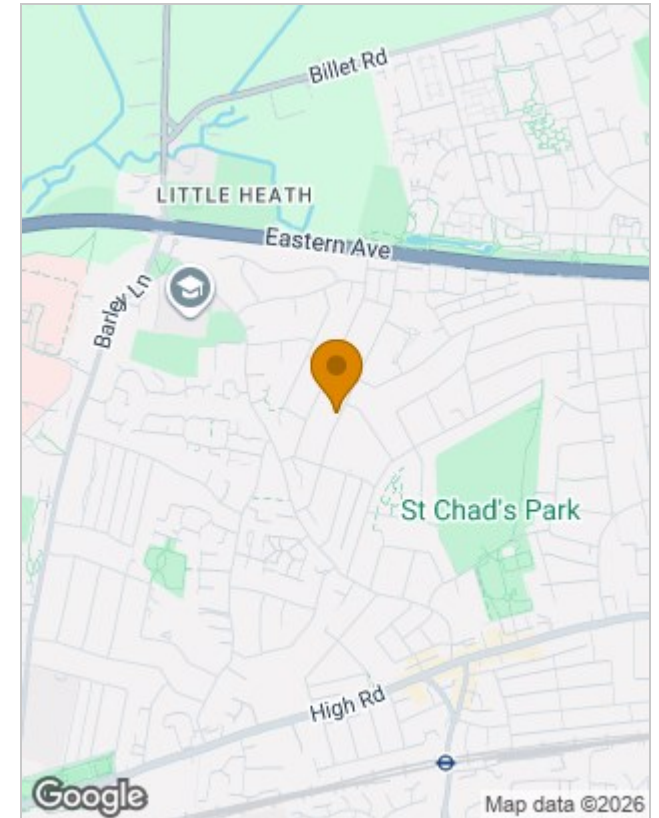 Billet Rd
LITTLE HEATH
Eastern Ave
Barley Ln
St Chad's Park
High Rd
Google
Map data ©2026